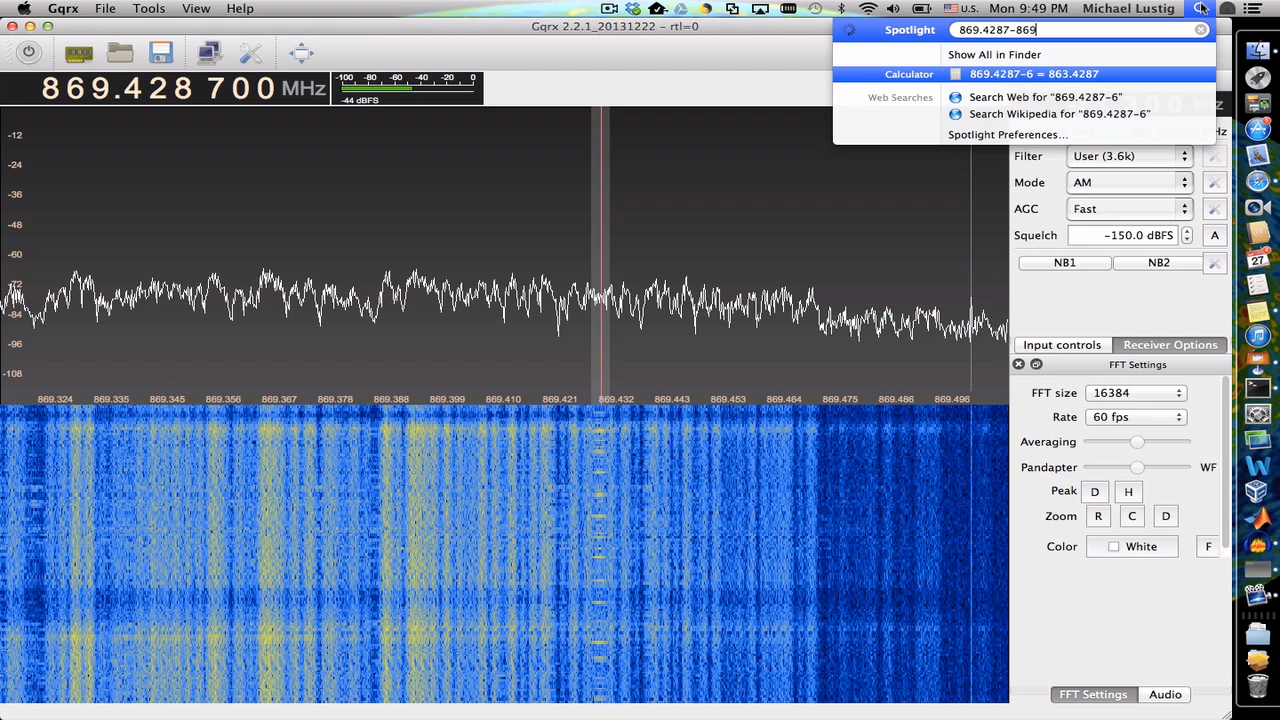 Gqrx File Tools View Help U.S. Mon 9:49 PM Michael Lustig
Gqrx 2.2.1_20131222 - rtl=0
Spotlight 869.4287-869
Show All in Finder
Calculator 869.4287-6 = 863.4287
Web Searches Search Web for "869.4287-6"
Search Wikipedia for "869.4287-6"
Spotlight Preferences...
869.428 700 MHz
-100 -80 -60 -40 -20 0
-44 dBFS
-12
-24
-36
-48
-60
-72
-84
-96
-108
869.324 869.335 869.345 869.356 869.367 869.378 869.389 869.399 869.410 869.421 869.432 869.443 869.453 869.464 869.475 869.486 869.496
Filter User (3.6k)
Mode AM
AGC Fast
Squelch -150.0 dBFS A
NB1 NB2
Input controls Receiver Options
FFT Settings
FFT size 16384
Rate 60 fps
Averaging
Pandapter WF
Peak D H
Zoom R C D
Color White F
FFT Settings Audio
27